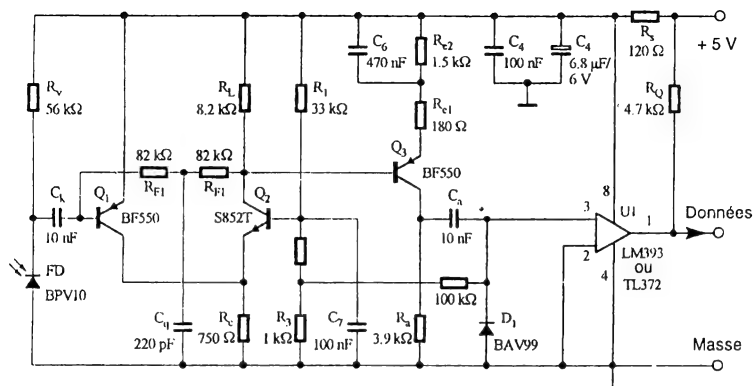 C6
470 nF
Re2
1.5 kΩ
C4
100 nF
C4
6.8 µF/
6 V
Rs
120 Ω
+ 5 V
Rv
56 kΩ
RL
8.2 kΩ
R1
33 kΩ
Re1
180 Ω
RQ
4.7 kΩ
82 kΩ
RF1
82 kΩ
RF1
Q3
BF550
Ck
10 nF
Q1
BF550
S852T
Q2
Ca
10 nF
8
3
2
4
U1
1
LM393
ou
TL372
Données
FD
BPV10
100 kΩ
Cq
220 pF
Rc
750 Ω
R3
1 kΩ
C7
100 nF
Ra
3.9 kΩ
D1
BAV99
Masse